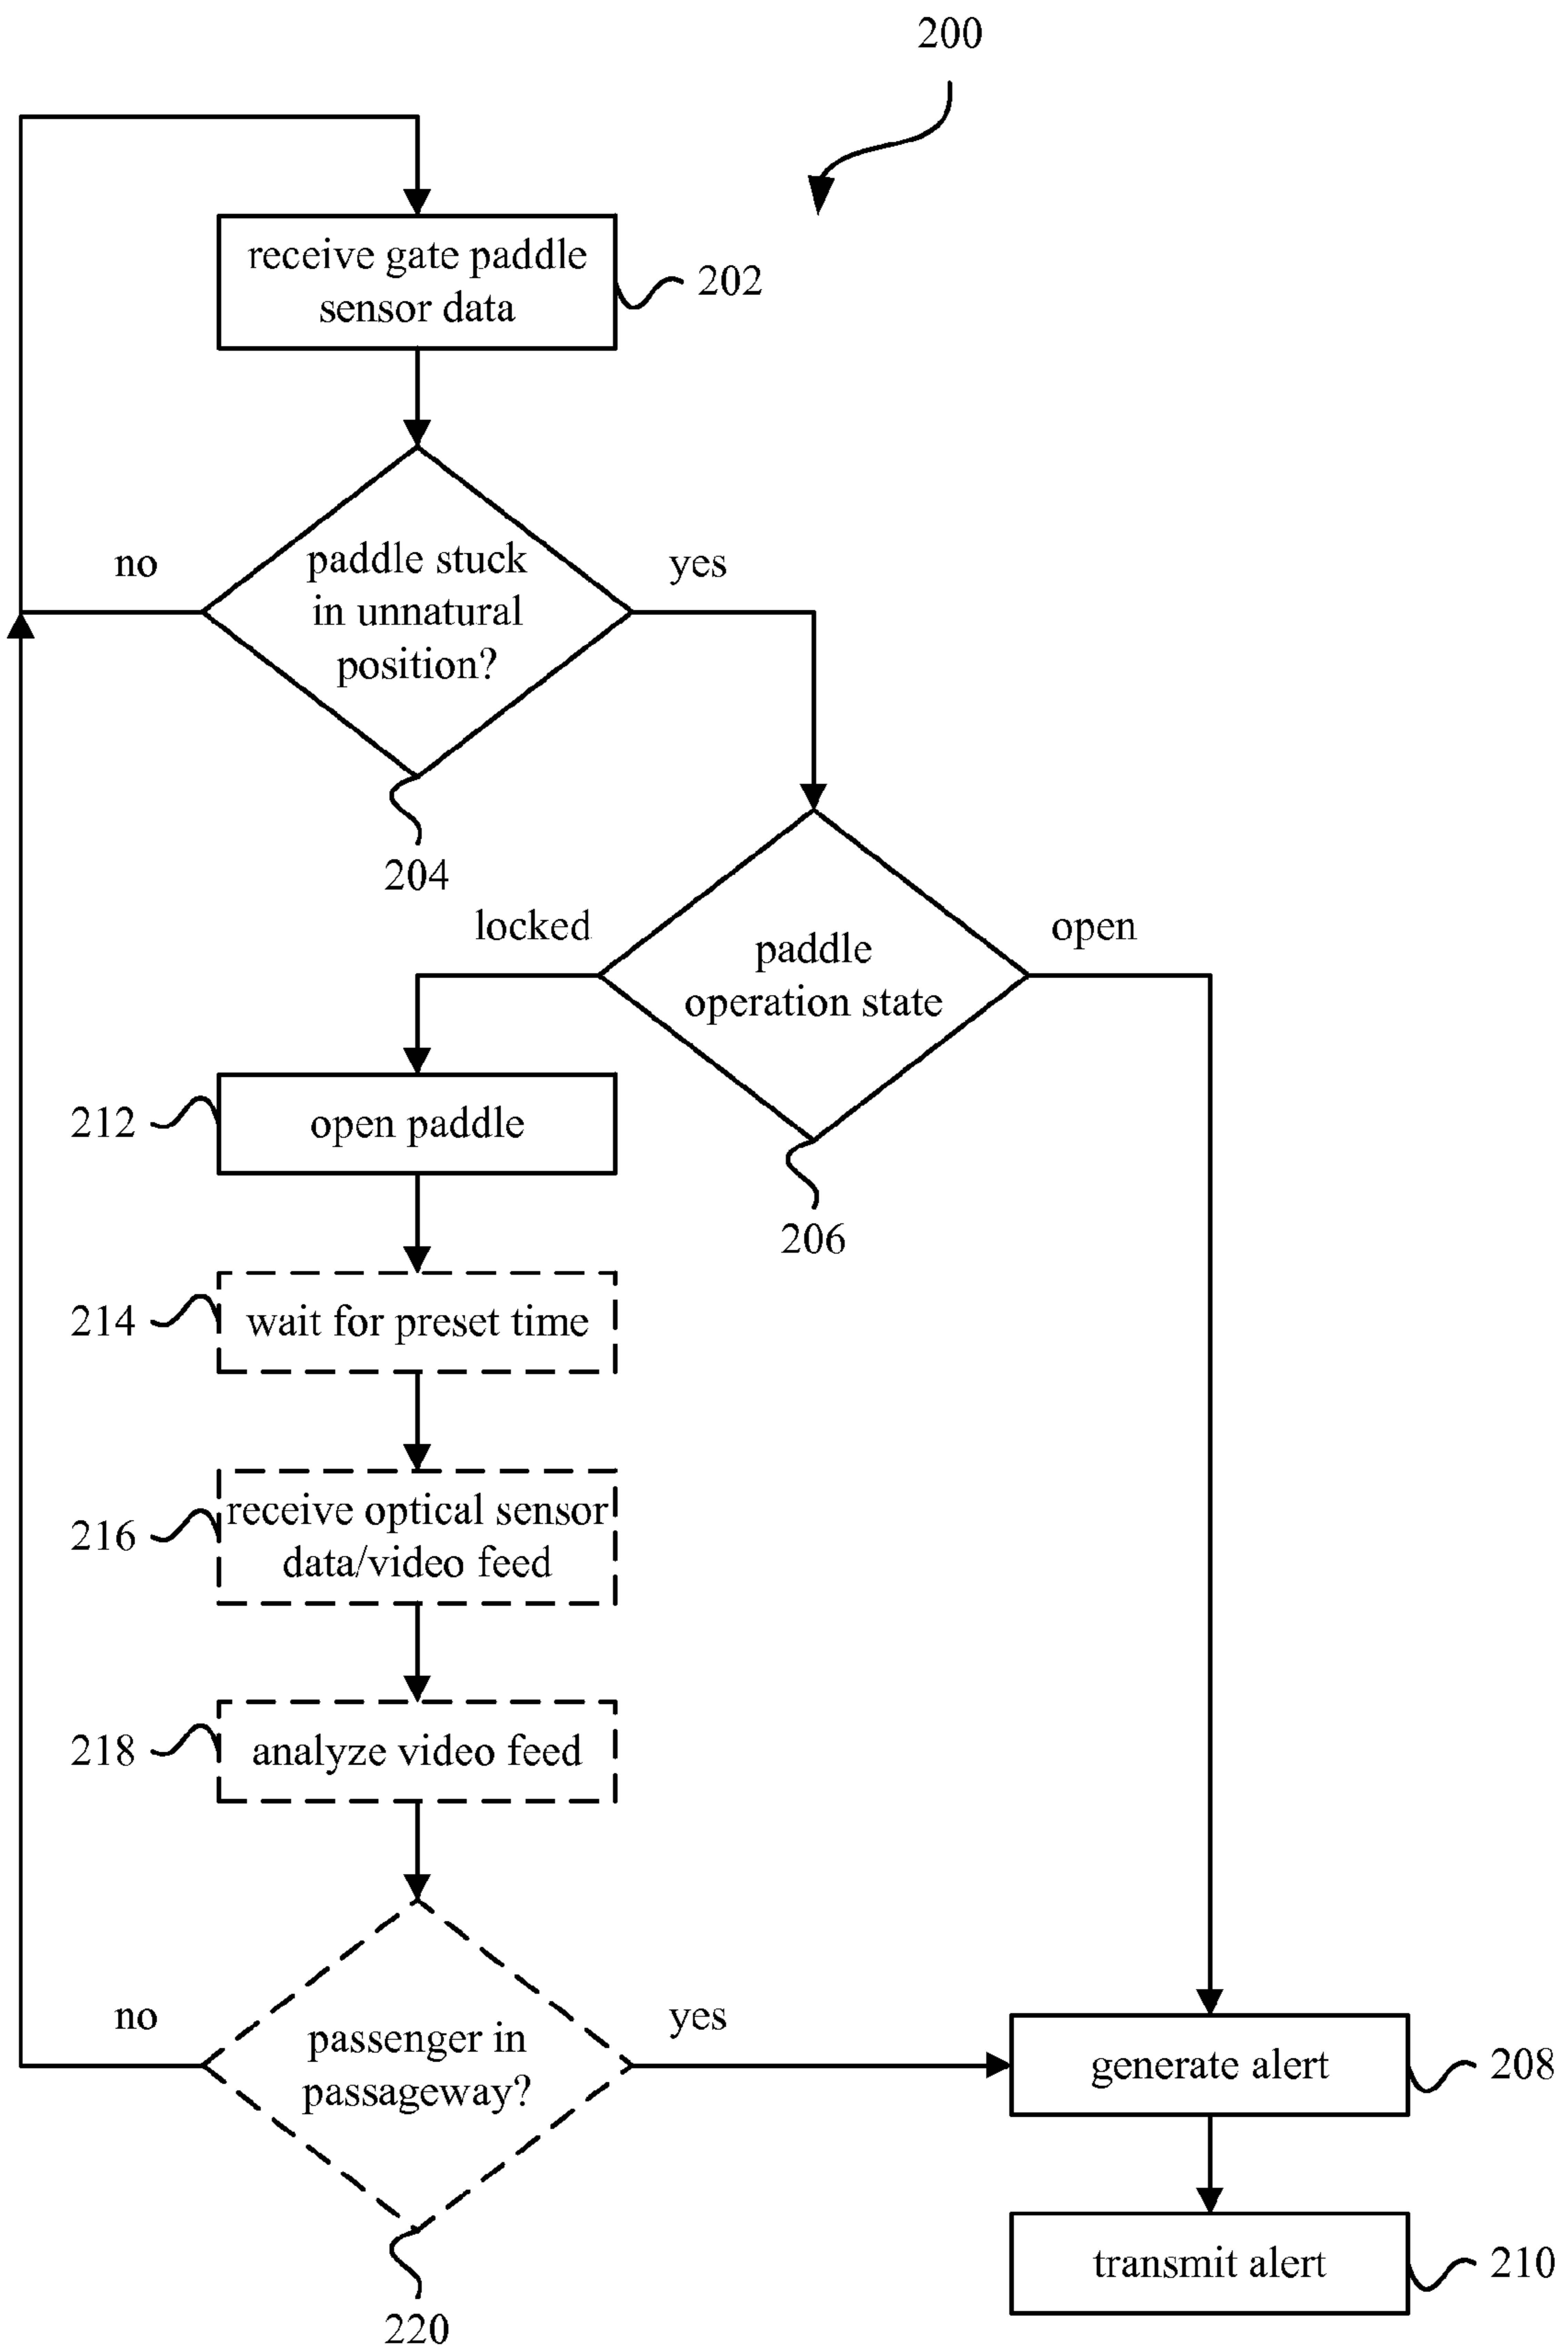 200
receive gate paddle
sensor data
202
no
paddle stuck
in unnatural
position?
yes
204
locked
paddle
operation state
open
206
212
open paddle
214
wait for preset time
216
receive optical sensor
data/video feed
218
analyze video feed
no
passenger in
passageway?
yes
220
generate alert
208
transmit alert
210